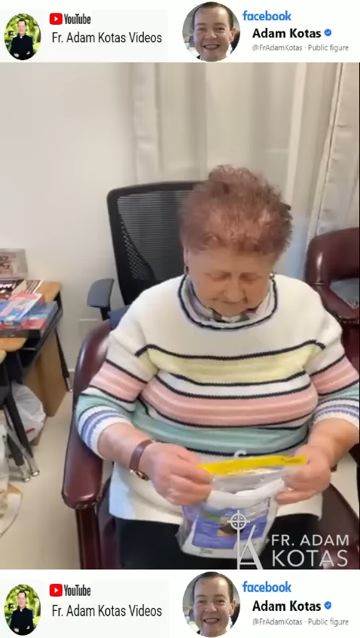 YouTube
Fr. Adam Kotas Videos
facebook
Adam Kotas
@FrAdamKotas · Public figure
FR. ADAM
KOTAS
YouTube
Fr. Adam Kotas Videos
facebook
Adam Kotas
@FrAdamKotas · Public figure